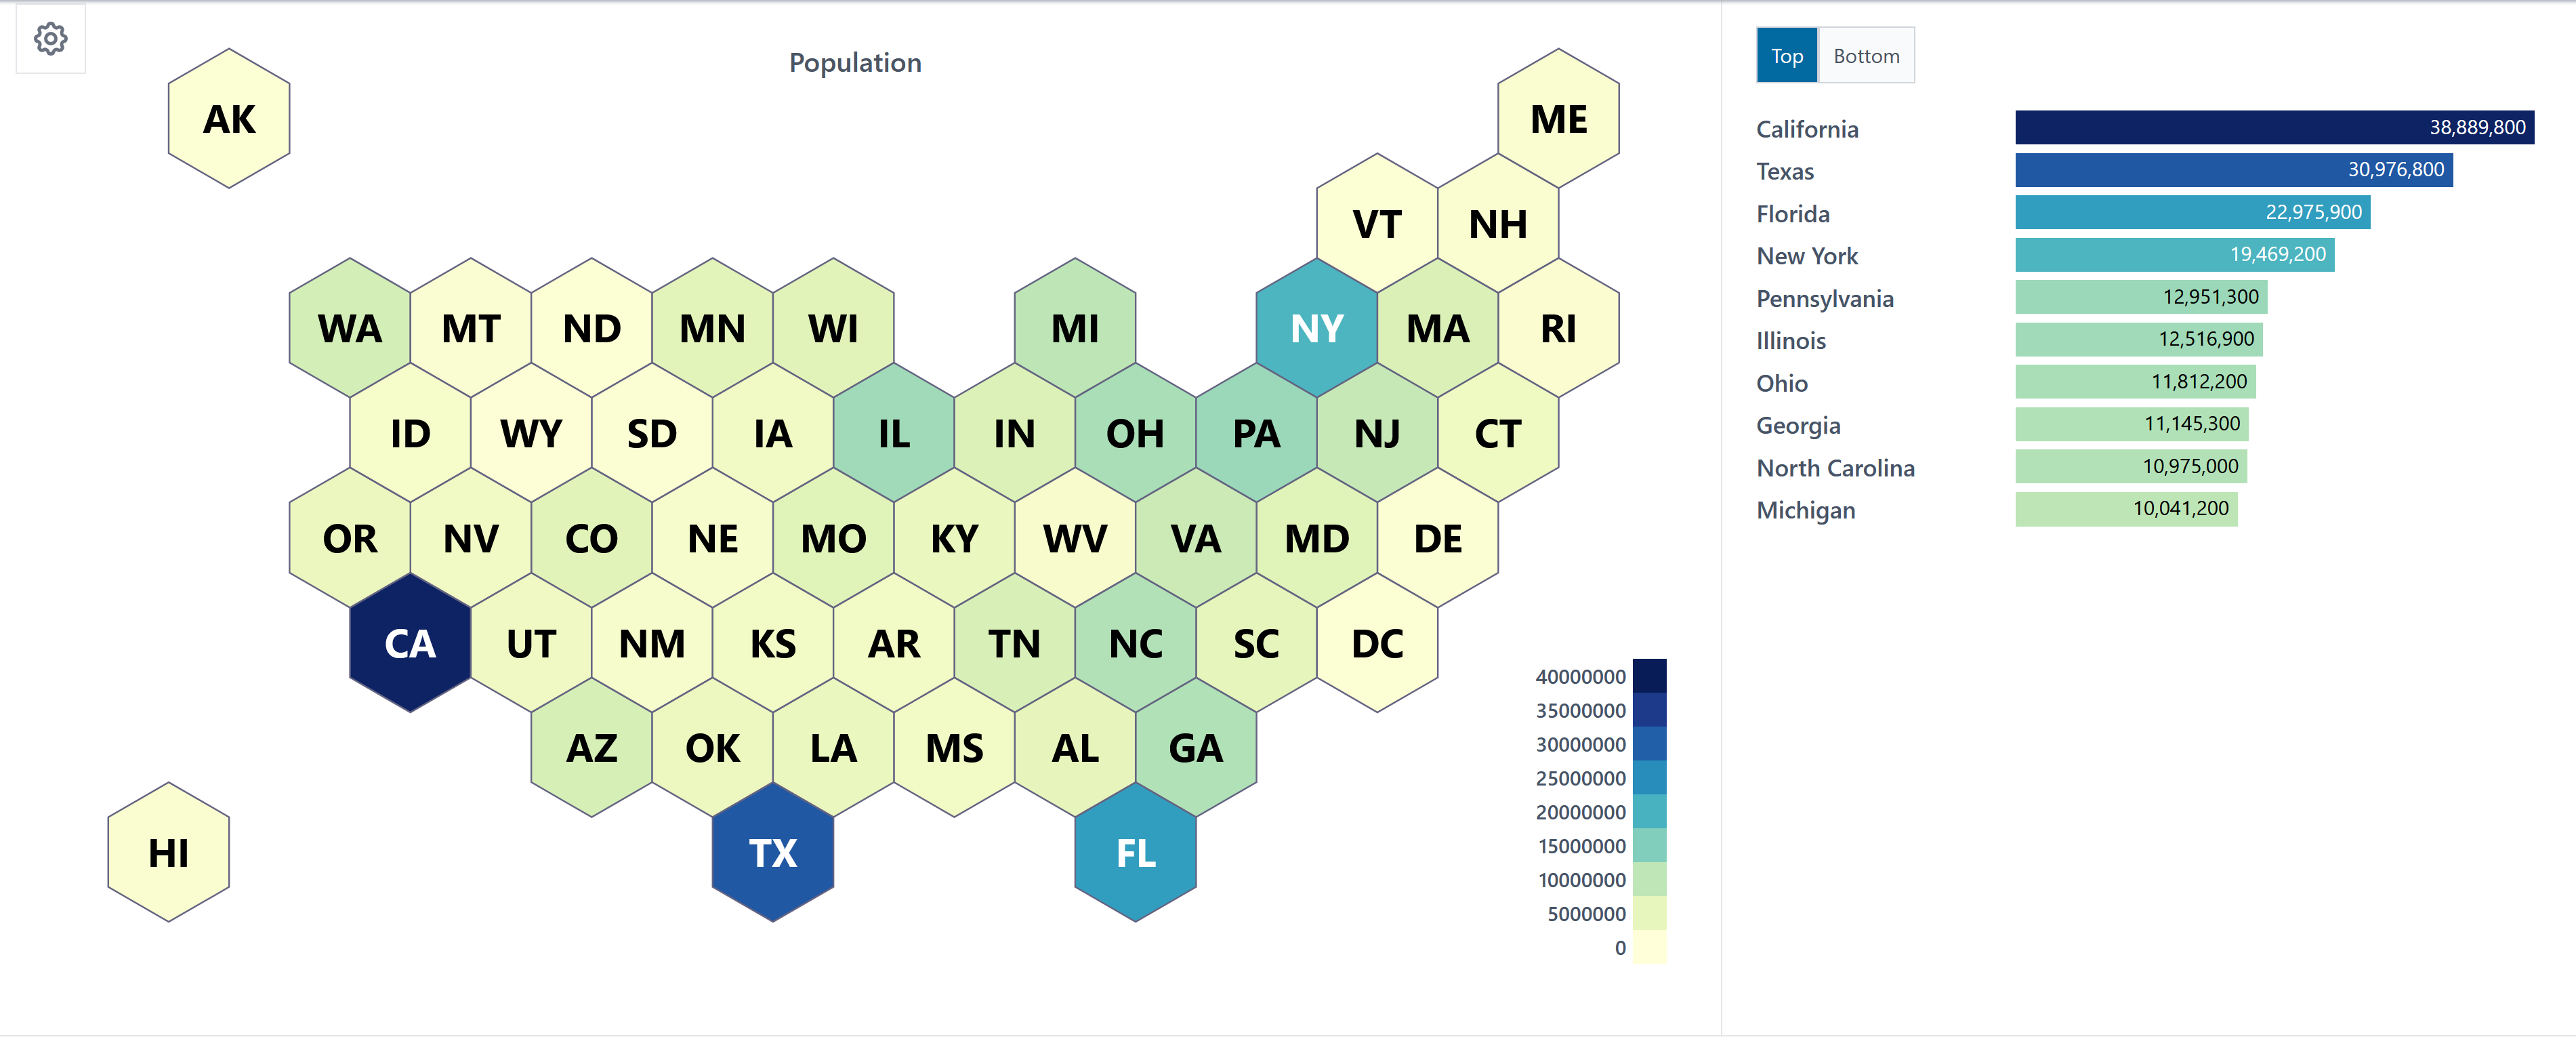 Population
AK
ME
VT NH
WA MT ND MN WI MI NY MA RI
ID WY SD IA IL IN OH PA NJ CT
OR NV CO NE MO KY WV VA MD DE
CA UT NM KS AR TN NC SC DC
AZ OK LA MS AL GA
HI TX FL
40000000
35000000
30000000
25000000
20000000
15000000
10000000
5000000
0
Top Bottom
California 38,889,800
Texas 30,976,800
Florida 22,975,900
New York 19,469,200
Pennsylvania 12,951,300
Illinois 12,516,900
Ohio 11,812,200
Georgia 11,145,300
North Carolina 10,975,000
Michigan 10,041,200